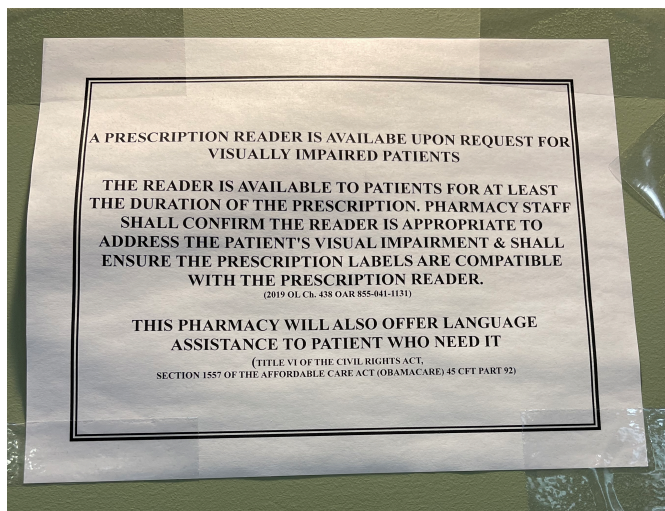 A PRESCRIPTION READER IS AVAILABE UPON REQUEST FOR
VISUALLY IMPAIRED PATIENTS
THE READER IS AVAILABLE TO PATIENTS FOR AT LEAST
THE DURATION OF THE PRESCRIPTION. PHARMACY STAFF
SHALL CONFIRM THE READER IS APPROPRIATE TO
ADDRESS THE PATIENT'S VISUAL IMPAIRMENT & SHALL
ENSURE THE PRESCRIPTION LABELS ARE COMPATIBLE
WITH THE PRESCRIPTION READER.
(2019 OL Ch. 438 OAR 855-041-1131)
THIS PHARMACY WILL ALSO OFFER LANGUAGE
ASSISTANCE TO PATIENT WHO NEED IT
(TITLE VI OF THE CIVIL RIGHTS ACT,
SECTION 1557 OF THE AFFORDABLE CARE ACT (OBAMACARE) 45 CFT PART 92)